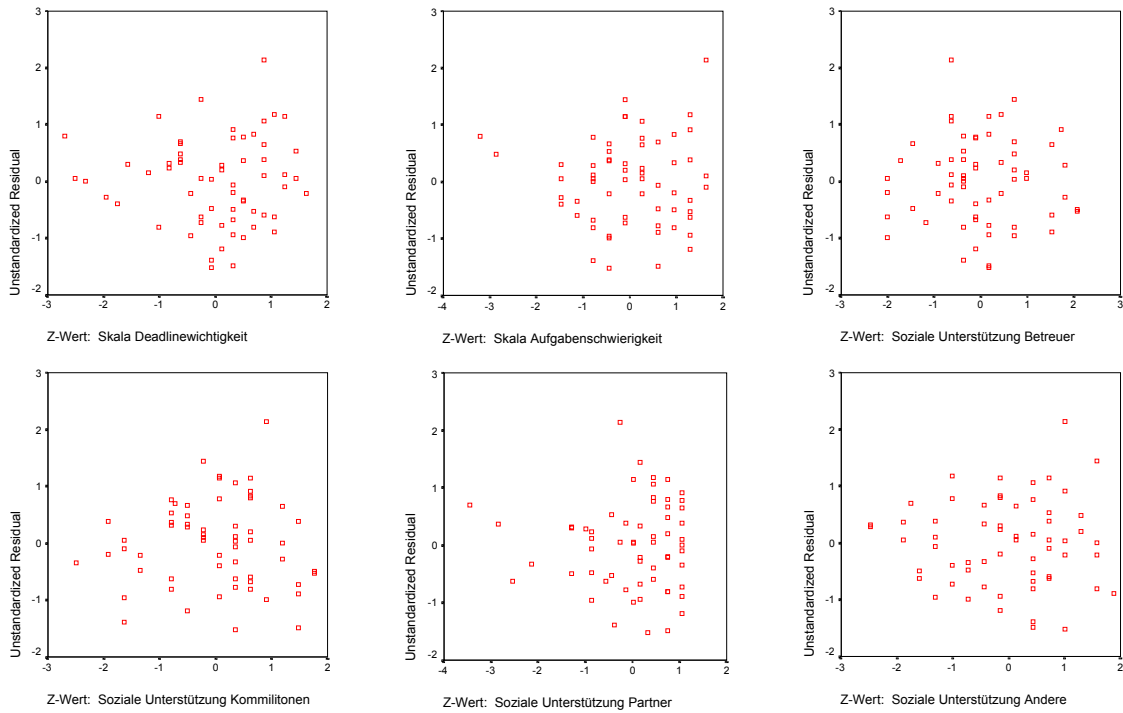 3
2
1
0
-1
-2
Unstandardized Residual
-3 -2 -1 0 1 2
Z-Wert: Skala Deadlinewichtigkeit
3
2
1
0
-1
-2
Unstandardized Residual
-4 -3 -2 -1 0 1 2
Z-Wert: Skala Aufgabenschwierigkeit
3
2
1
0
-1
-2
Unstandardized Residual
-3 -2 -1 0 1 2 3
Z-Wert: Soziale Unterstützung Betreuer
3
2
1
0
-1
-2
Unstandardized Residual
-3 -2 -1 0 1 2
Z-Wert: Soziale Unterstützung Kommilitonen
3
2
1
0
-1
-2
Unstandardized Residual
-4 -3 -2 -1 0 1 2
Z-Wert: Soziale Unterstützung Partner
3
2
1
0
-1
-2
Unstandardized Residual
-3 -2 -1 0 1 2
Z-Wert: Soziale Unterstützung Andere